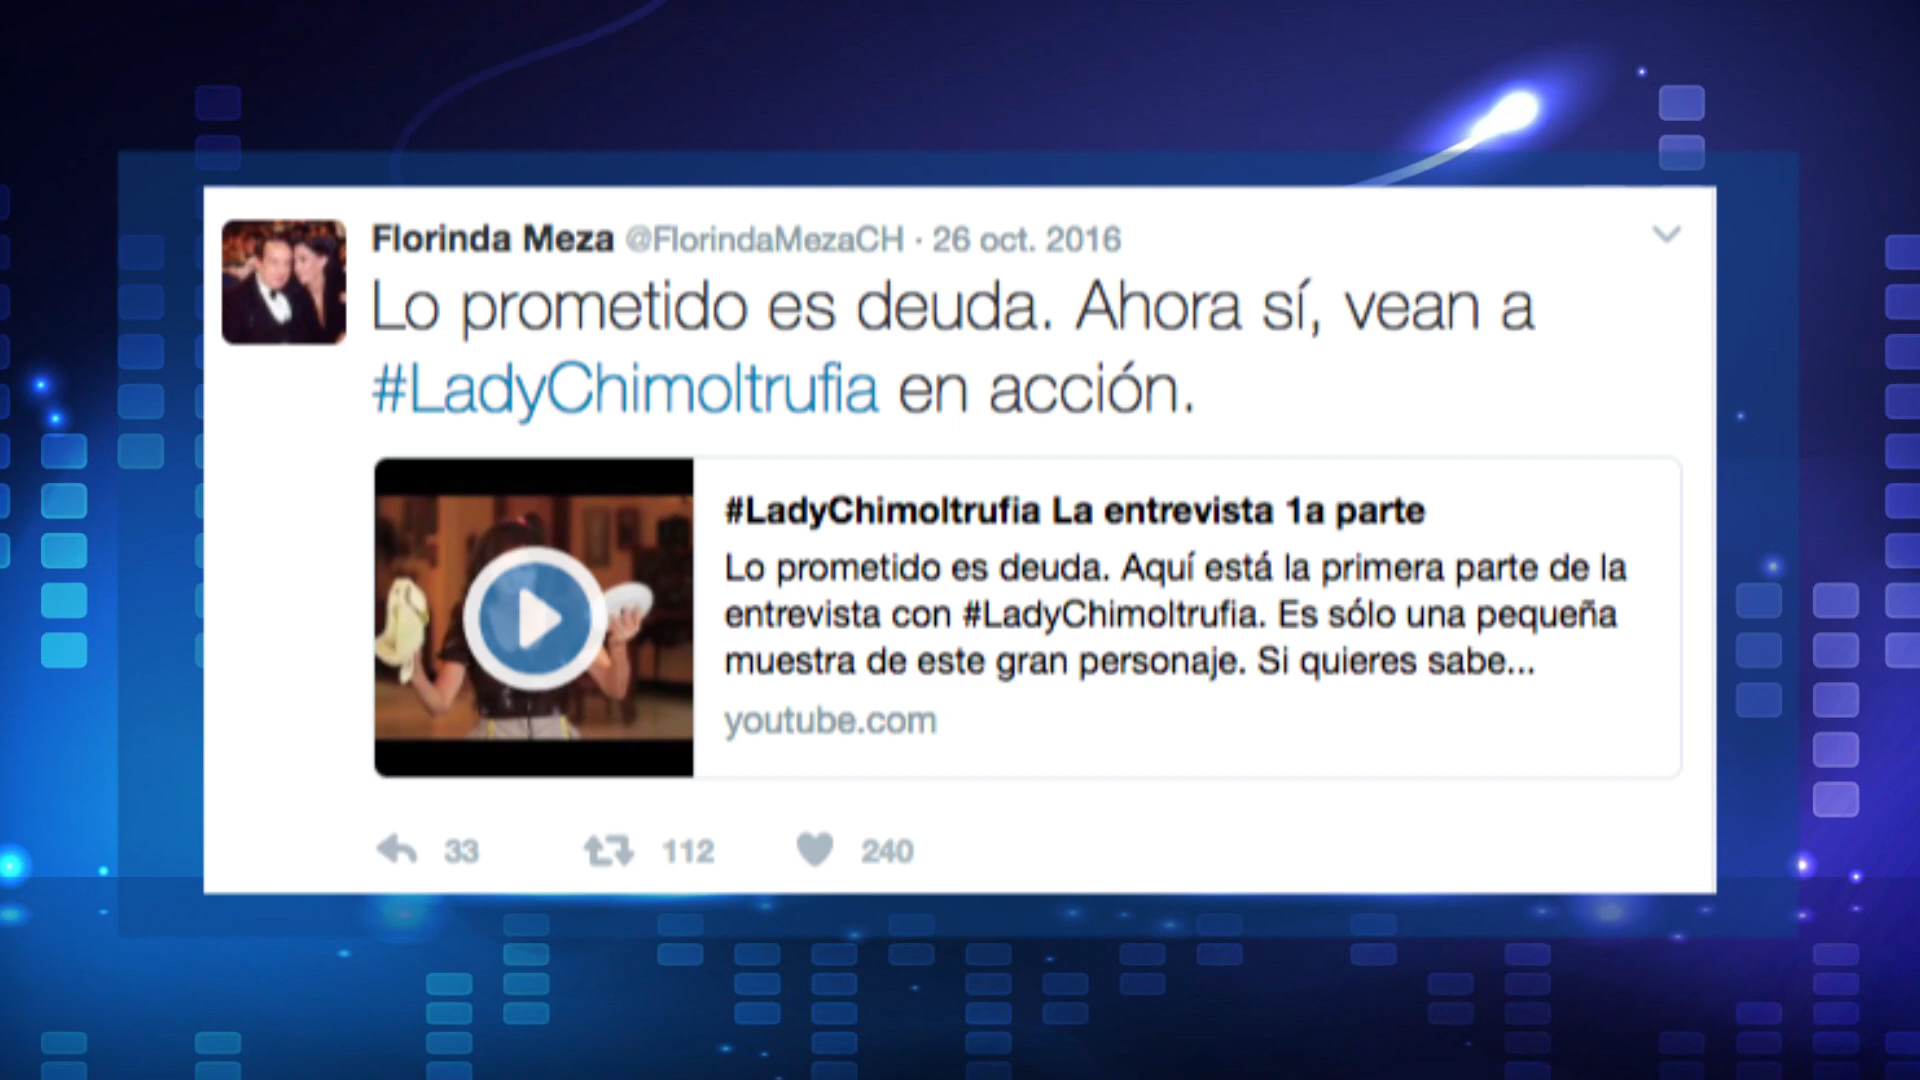 Florinda Meza @FlorindaMezaCH · 26 oct. 2016
Lo prometido es deuda. Ahora sí, vean a
#LadyChimoltrufia en acción.
#LadyChimoltrufia La entrevista 1a parte
Lo prometido es deuda. Aquí está la primera parte de la
entrevista con #LadyChimoltrufia. Es sólo una pequeña
muestra de este gran personaje. Si quieres sabe...
youtube.com
33 112 240